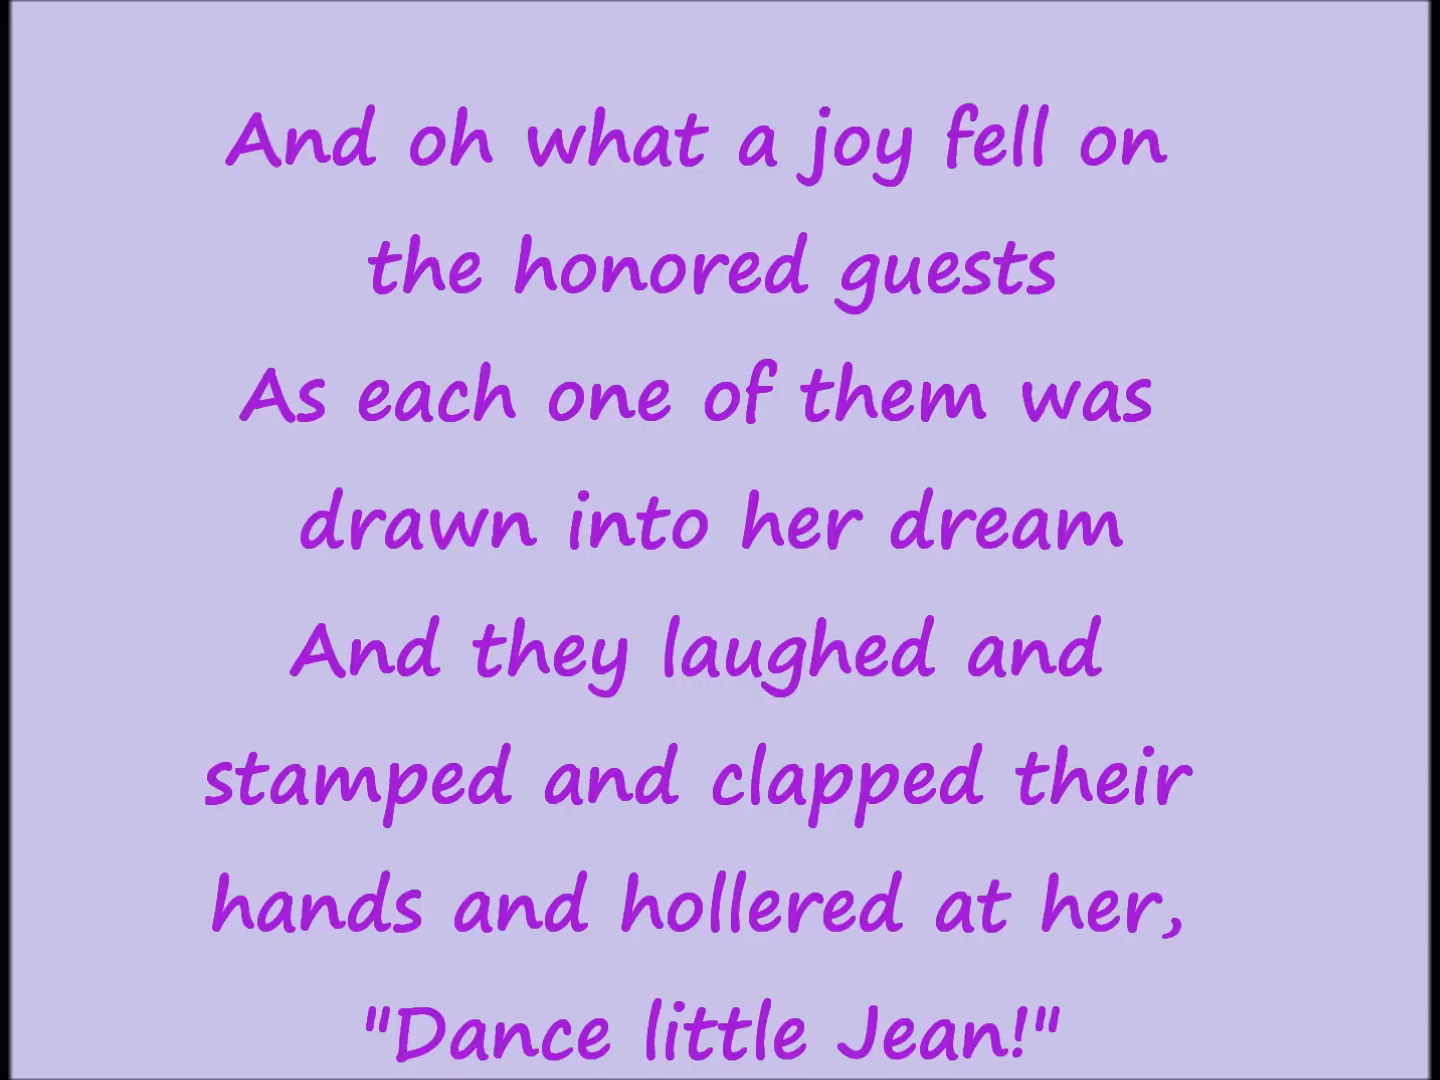 And oh what a joy fell on
the honored guests
As each one of them was
drawn into her dream
And they laughed and
stamped and clapped their
hands and hollered at her,
"Dance little Jean!"